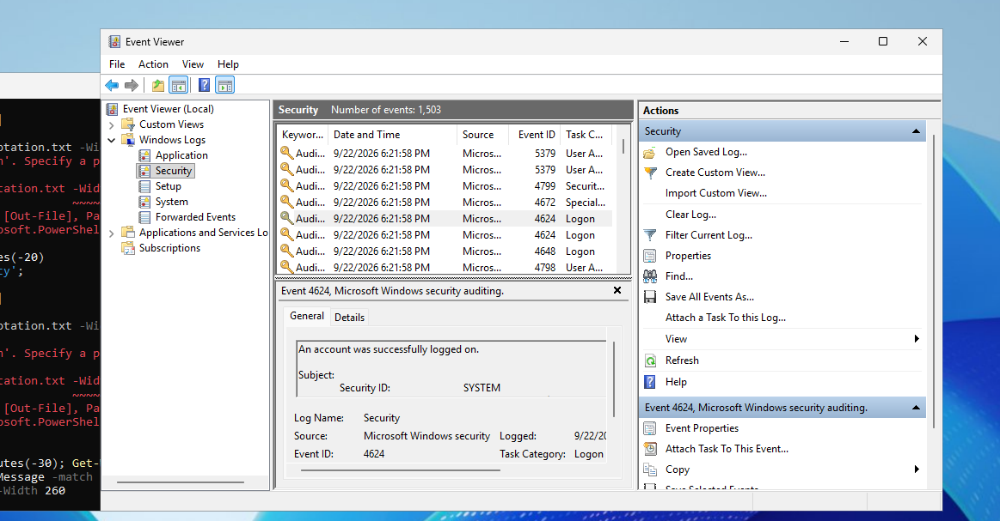 Event Viewer
File Action View Help
Event Viewer (Local)
Custom Views
Windows Logs
Application
Security
Setup
System
Forwarded Events
Applications and Services Lo
Subscriptions
Security Number of events: 1,503
Keywor... Date and Time Source Event ID Task C...
Audi... 9/22/2026 6:21:58 PM Micros... 5379 User A...
Audi... 9/22/2026 6:21:58 PM Micros... 5379 User A...
Audi... 9/22/2026 6:21:58 PM Micros... 4799 Securit...
Audi... 9/22/2026 6:21:58 PM Micros... 4672 Special...
Audi... 9/22/2026 6:21:58 PM Micros... 4624 Logon
Audi... 9/22/2026 6:21:58 PM Micros... 4624 Logon
Audi... 9/22/2026 6:21:58 PM Micros... 4648 Logon
Audi... 9/22/2026 6:21:58 PM Micros... 4798 User A...
Event 4624, Microsoft Windows security auditing.
General Details
An account was successfully logged on.
Subject:
Security ID: SYSTEM
Log Name: Security
Source: Microsoft Windows security Logged: 9/22/20
Event ID: 4624 Task Category: Logon
Actions
Security
Open Saved Log...
Create Custom View...
Import Custom View...
Clear Log...
Filter Current Log...
Properties
Find...
Save All Events As...
Attach a Task To this Log...
View
Refresh
Help
Event 4624, Microsoft Windows security auditing.
Event Properties
Attach Task To This Event...
Copy
Save Selected Events...
otation.txt -Wi
n'. Specify a p
tation.txt -Wid
~~~~
[Out-File], Pa
osoft.PowerShel
es(-20)
ty';
otation.txt -Wi
n'. Specify a p
tation.txt -Wid
~~~~
[Out-File], Pa
osoft.PowerShel
utes(-30); Get-
Message -match
-Width 260